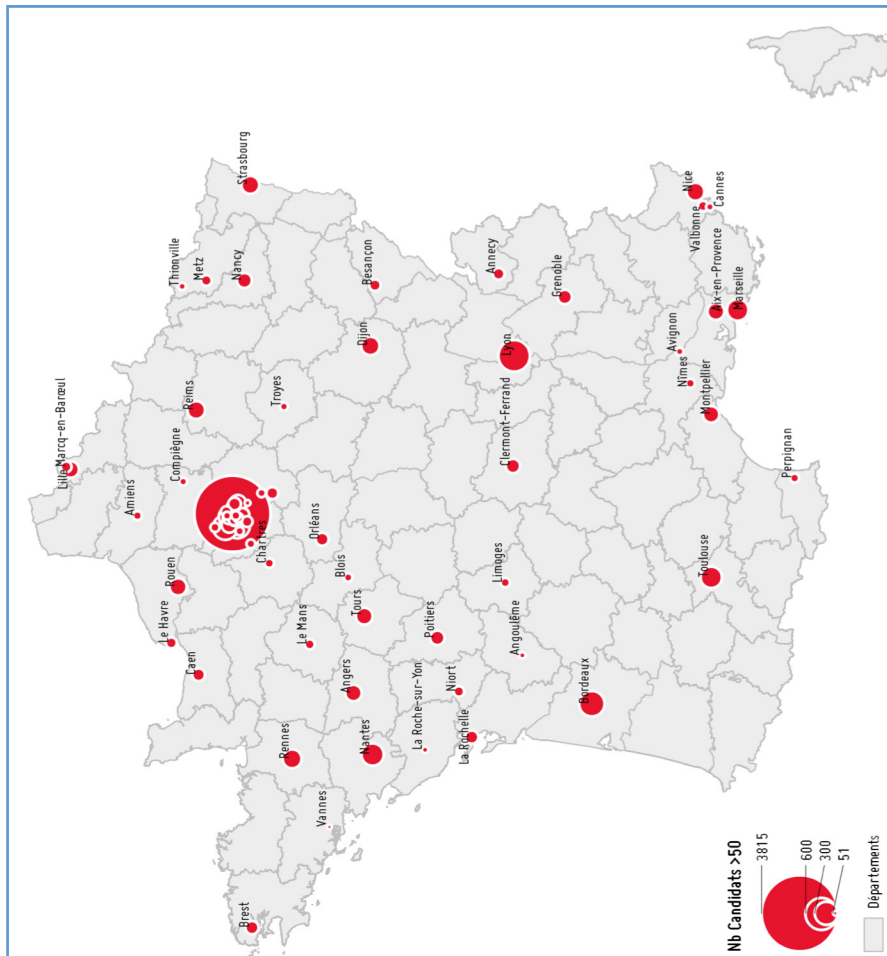 Strasbourg
Thionville
Metz
Nancy
Besançon
Annecy
Grenoble
Nice
Valbonne
Cannes
Aix-en-Provence
Marseille
Avignon
Nîmes
Montpellier
Perpignan
Lyon
Clermont-Ferrand
Dijon
Troyes
Reims
Marcq-en-Barœul
Lille
Compiègne
Amiens
Chartres
Orléans
Blois
Tours
Le Mans
Rouen
Le Havre
Caen
Angers
Poitiers
Limoges
Angoulême
Niort
La Roche-sur-Yon
La Rochelle
Bordeaux
Toulouse
Rennes
Nantes
Vannes
Brest
Nb Candidats >50
3815
600
300
51
Départements